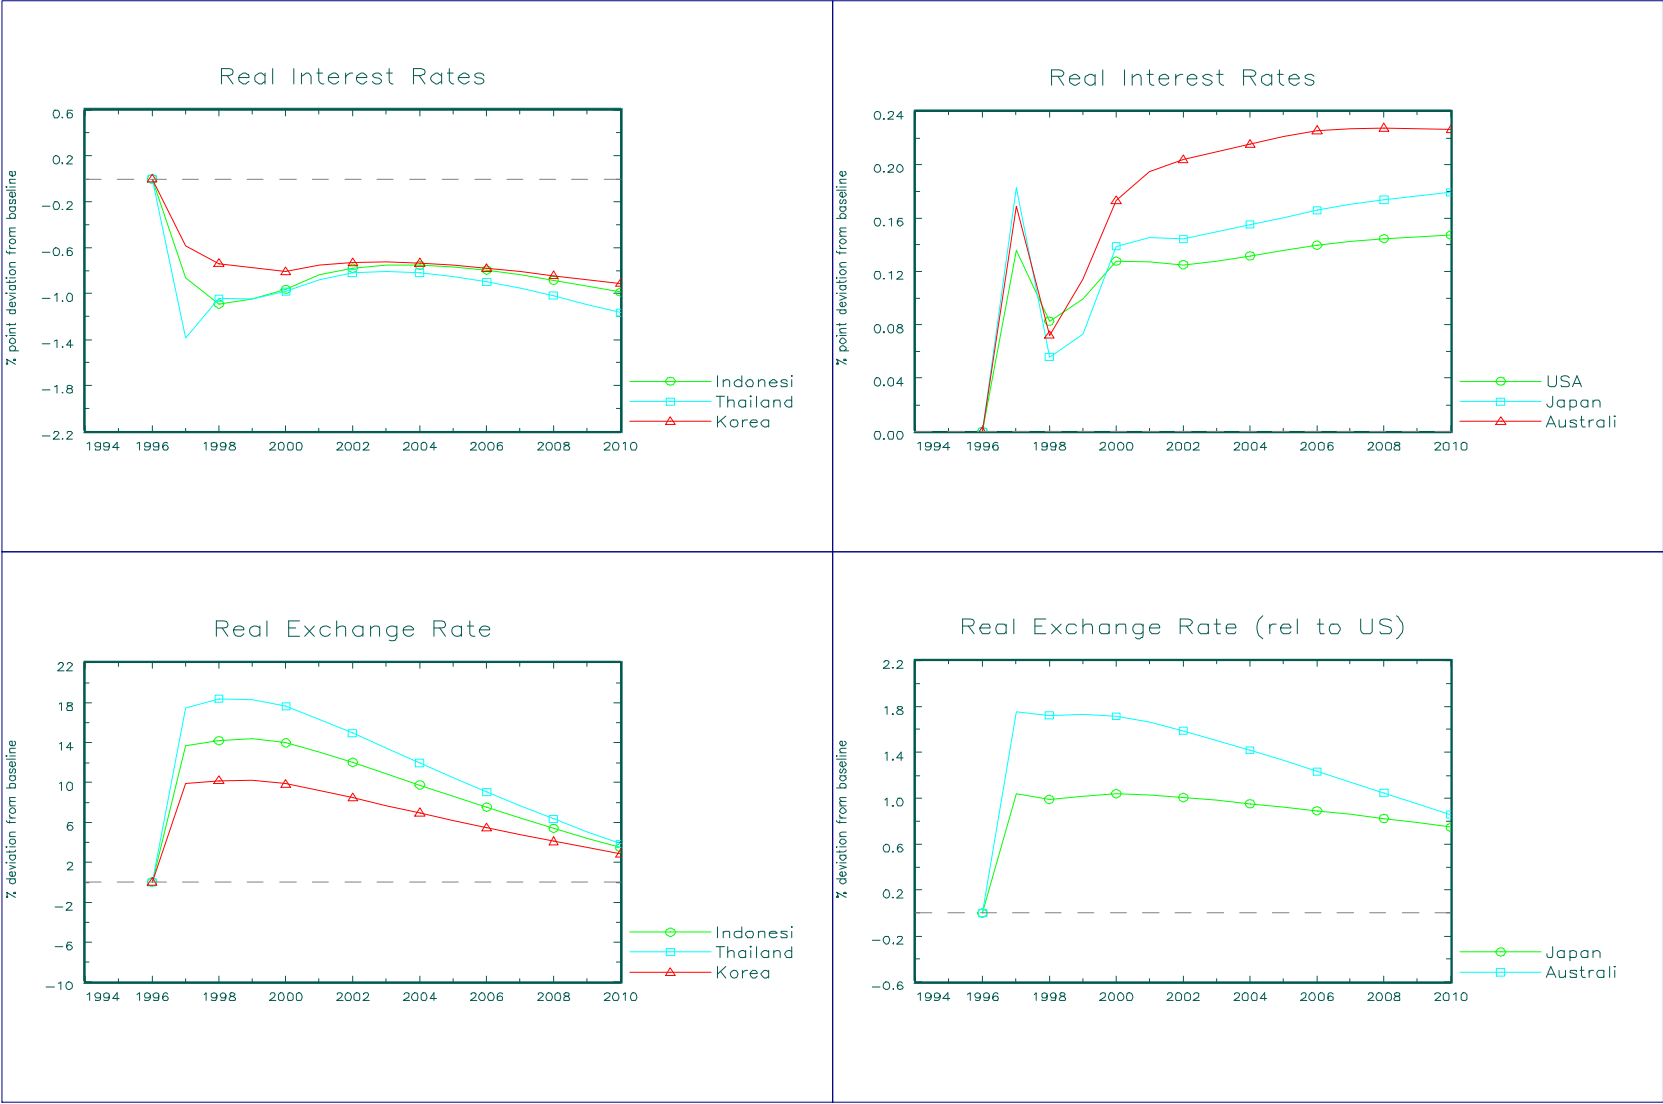 Real Interest Rates
% point deviation from baseline
0.6
0.2
−0.2
−0.6
−1.0
−1.4
−1.8
−2.2
1994 1996 1998 2000 2002 2004 2006 2008 2010
Indonesi
Thailand
Korea
Real Interest Rates
% point deviation from baseline
0.24
0.20
0.16
0.12
0.08
0.04
0.00
1994 1996 1998 2000 2002 2004 2006 2008 2010
USA
Japan
Australi
Real Exchange Rate
% deviation from baseline
22
18
14
10
6
2
−2
−6
−10
1994 1996 1998 2000 2002 2004 2006 2008 2010
Indonesi
Thailand
Korea
Real Exchange Rate (rel to US)
% deviation from baseline
2.2
1.8
1.4
1.0
0.6
0.2
−0.2
−0.6
1994 1996 1998 2000 2002 2004 2006 2008 2010
Japan
Australi